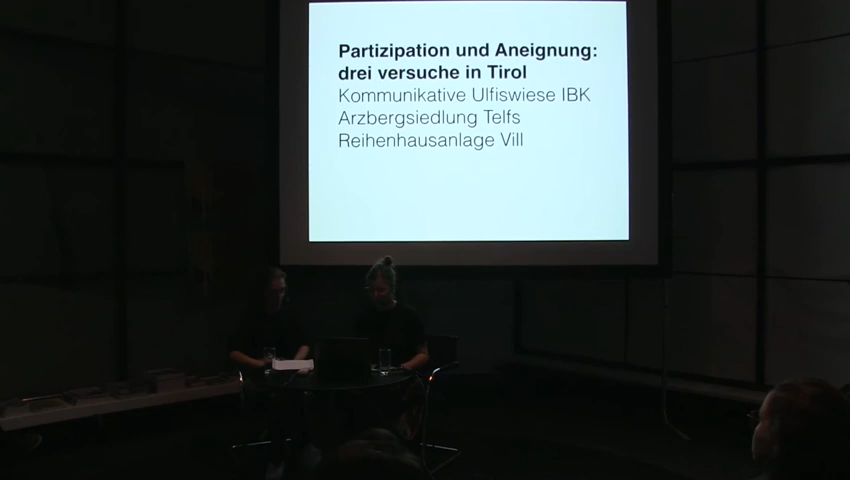 Partizipation und Aneignung:
drei versuche in Tirol
Kommunikative Ulfiswiese IBK
Arzbergsiedlung Telfs
Reihenhausanlage Vill